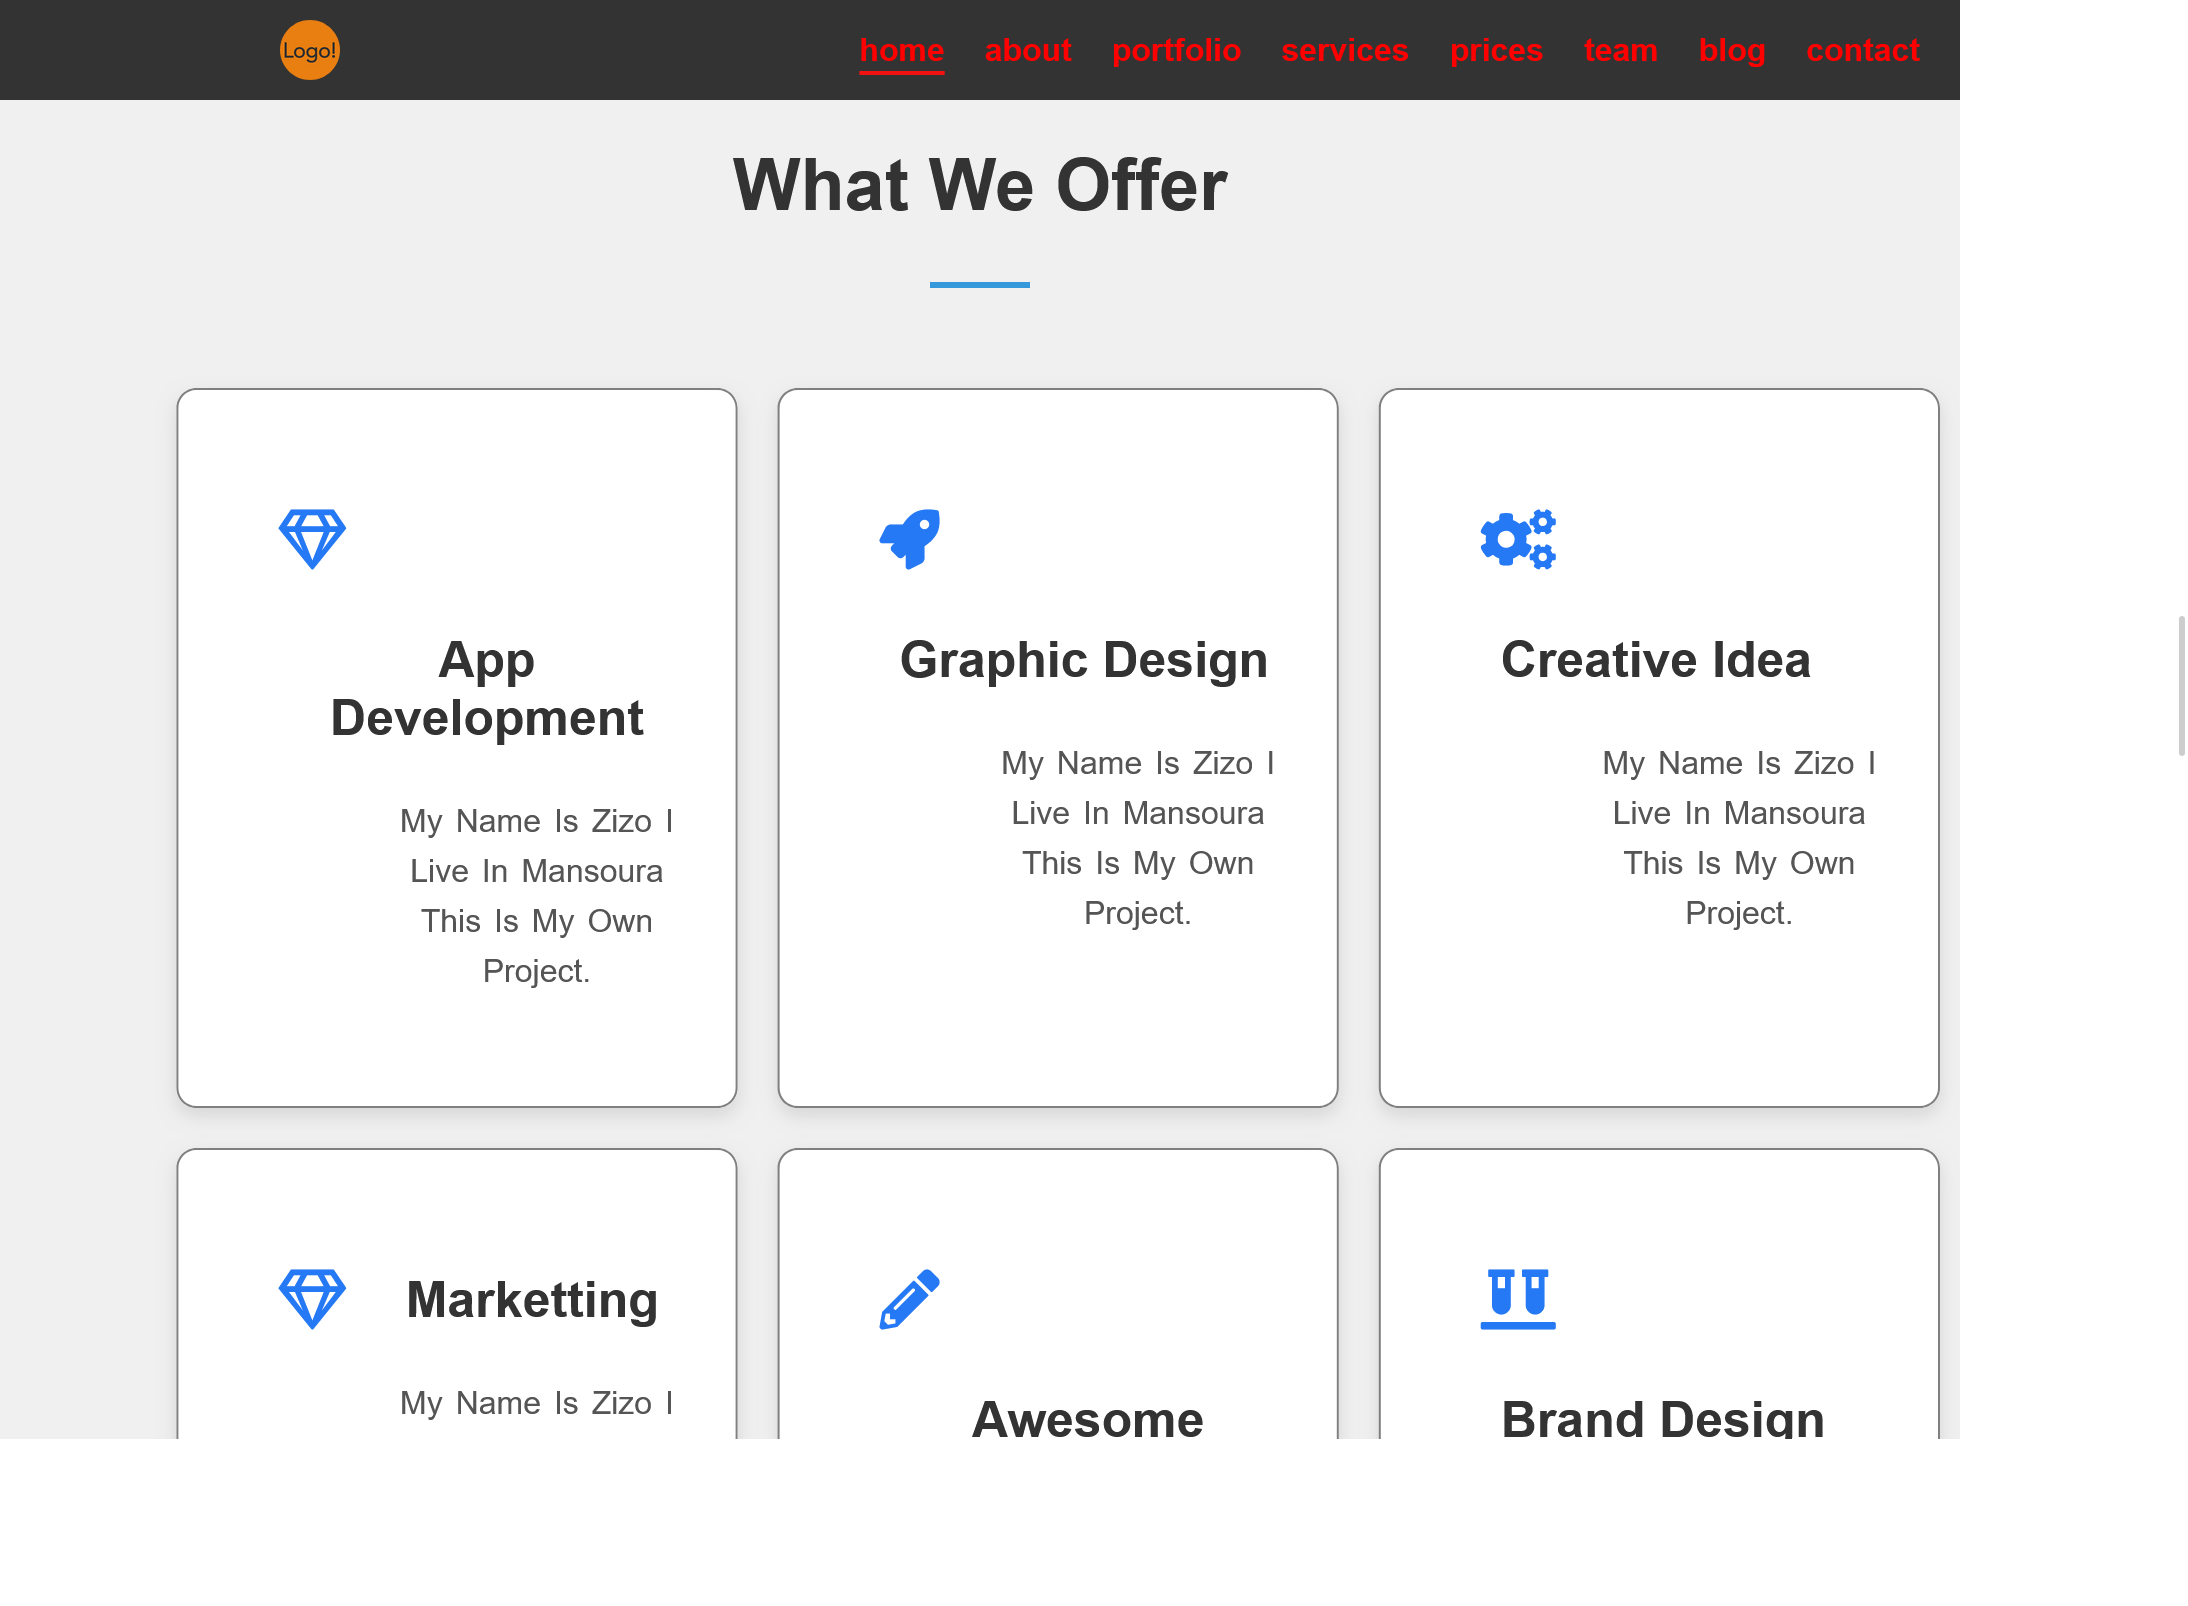 Logo!
home about portfolio services prices team blog contact
What We Offer
App
Development
My Name Is Zizo I
Live In Mansoura
This Is My Own
Project.
Graphic Design
My Name Is Zizo I
Live In Mansoura
This Is My Own
Project.
Creative Idea
My Name Is Zizo I
Live In Mansoura
This Is My Own
Project.
Marketting
My Name Is Zizo I
Awesome
Brand Design